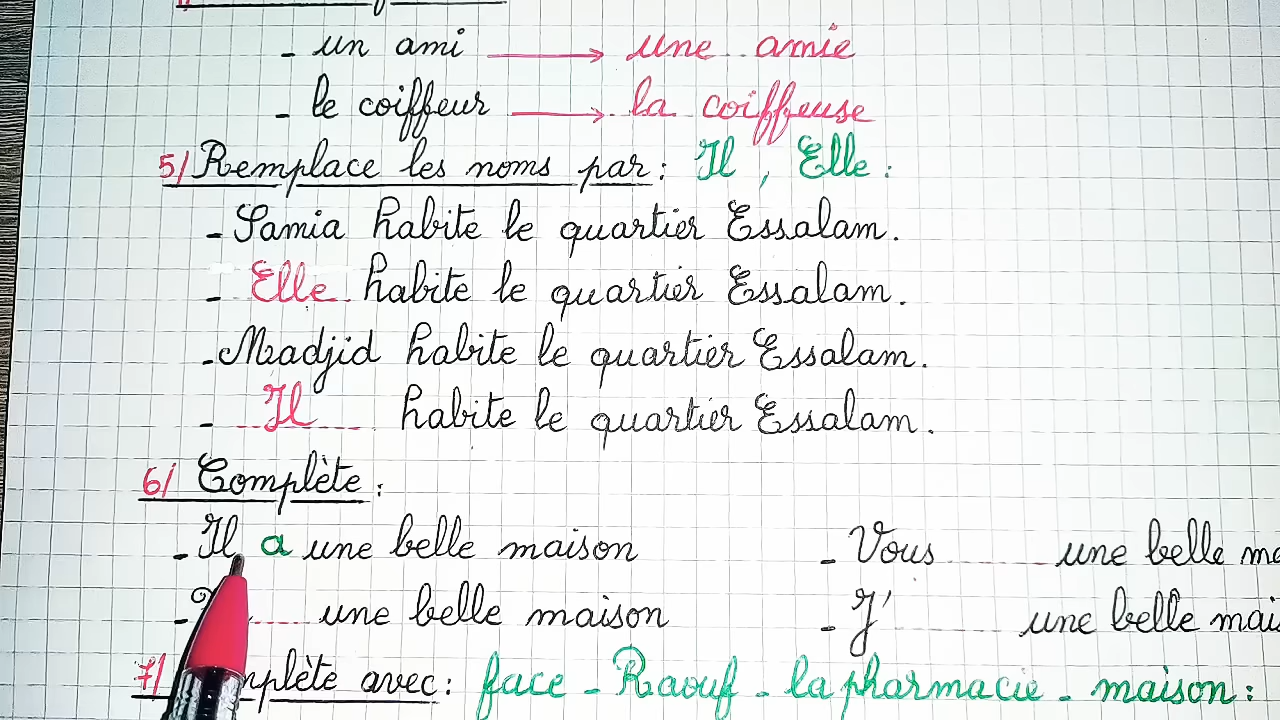 - un ami → une amie
- le coiffeur → la coiffeuse
5/ Remplace les noms par : Il , Elle :
- Samia habite le quartier Essalam.
- Elle habite le quartier Essalam.
- Madjid habite le quartier Essalam.
- Il habite le quartier Essalam.
6/ Complète :
- Il a une belle maison - Vous ........ une belle
- ........ une belle maison - J' ........ une belle
7/ avec : face - Raouf - la pharmacie - maison :